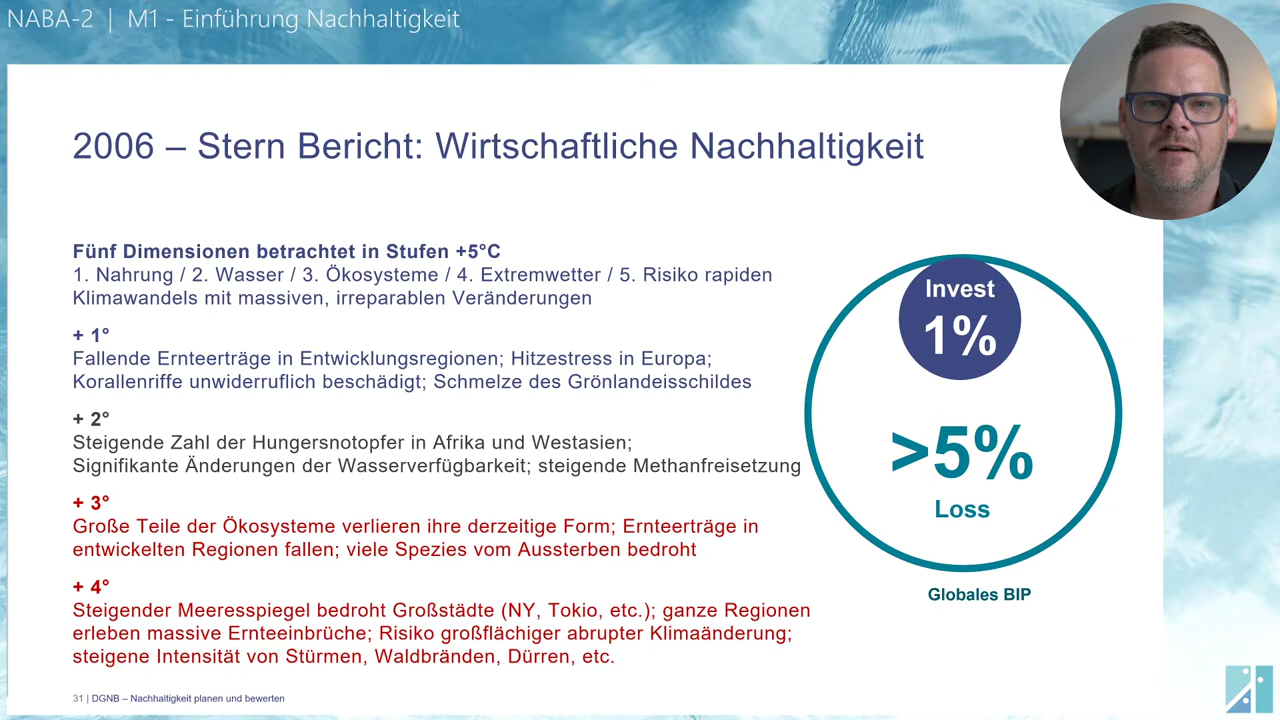 NABA-2 | M1 - Einführung Nachhaltigkeit
2006 – Stern Bericht: Wirtschaftliche Nachhaltigkeit
Fünf Dimensionen betrachtet in Stufen +5°C
1. Nahrung / 2. Wasser / 3. Ökosysteme / 4. Extremwetter / 5. Risiko rapiden
Klimawandels mit massiven, irreparablen Veränderungen
+ 1°
Fallende Ernteerträge in Entwicklungsregionen; Hitzestress in Europa;
Korallenriffe unwiderruflich beschädigt; Schmelze des Grönlandeisschildes
+ 2°
Steigende Zahl der Hungersnotopfer in Afrika und Westasien;
Signifikante Änderungen der Wasserverfügbarkeit; steigende Methanfreisetzung
+ 3°
Große Teile der Ökosysteme verlieren ihre derzeitige Form; Ernteerträge in
entwickelten Regionen fallen; viele Spezies vom Aussterben bedroht
+ 4°
Steigender Meeresspiegel bedroht Großstädte (NY, Tokio, etc.); ganze Regionen
erleben massive Ernteeinbrüche; Risiko großflächiger abrupter Klimaänderung;
steigene Intensität von Stürmen, Waldbränden, Dürren, etc.
Invest
1%
>5%
Loss
Globales BIP
31 | DGNB – Nachhaltigkeit planen und bewerten